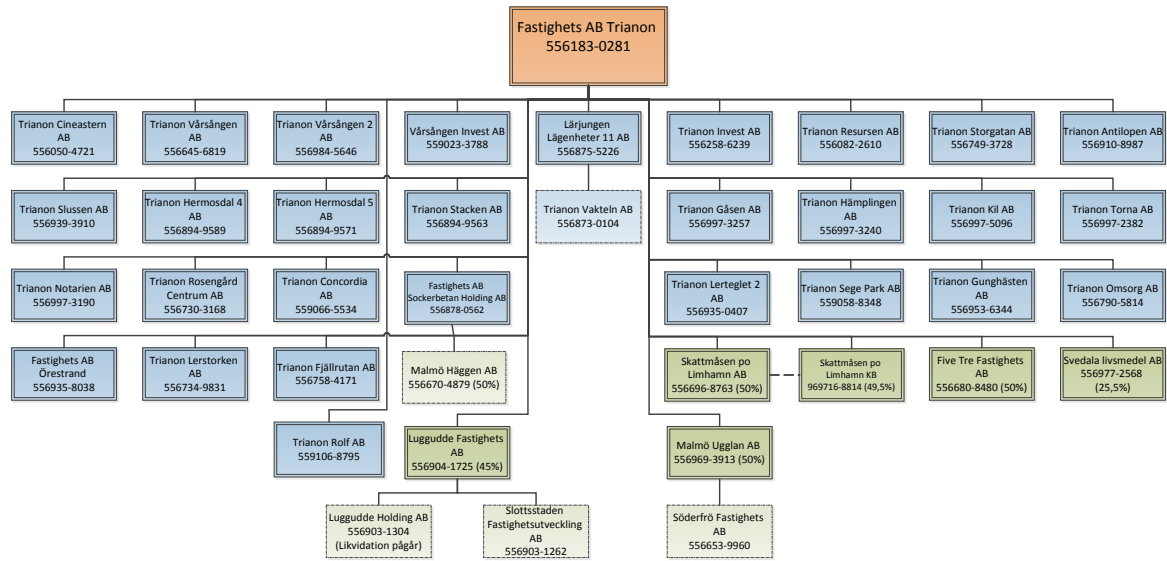 Fastighets AB Trianon
556183-0281
Trianon Cineastern
AB
556050-4721
Trianon Vårsången
AB
556645-6819
Trianon Vårsången 2
AB
556984-5646
Vårsången Invest AB
559023-3788
Lärjungen
Lägenheter 11 AB
556875-5226
Trianon Invest AB
556258-6239
Trianon Resursen AB
556082-2610
Trianon Storgatan AB
556749-3728
Trianon Antilopen AB
556910-8987
Trianon Slussen AB
556939-3910
Trianon Hermosdal 4
AB
556894-9589
Trianon Hermosdal 5
AB
556894-9571
Trianon Stacken AB
556894-9563
Trianon Vakteln AB
556873-0104
Trianon Gåsen AB
556997-3257
Trianon Hämplingen
AB
556997-3240
Trianon Kil AB
556997-5096
Trianon Torna AB
556997-2382
Trianon Notarien AB
556997-3190
Trianon Rosengård
Centrum AB
556730-3168
Trianon Concordia
AB
559066-5534
Fastighets AB
Sockerbetan Holding AB
556878-0562
Trianon Lerteglet 2
AB
556935-0407
Trianon Sege Park AB
559058-8348
Trianon Gunghästen
AB
556953-6344
Trianon Omsorg AB
556790-5814
Fastighets AB
Örestrand
556935-8038
Trianon Lerstorken
AB
556734-9831
Trianon Fjällrutan AB
556758-4171
Malmö Häggen AB
556670-4879 (50%)
Skattmåsen po
Limhamn AB
556696-8763 (50%)
Skattmåsen po
Limhamn KB
969716-8814 (49,5%)
Five Tre Fastighets
AB
556680-8480 (50%)
Svedala livsmedel AB
556977-2568
(25,5%)
Trianon Rolf AB
559106-8795
Luggudde Fastighets
AB
556904-1725 (45%)
Malmö Ugglan AB
556969-3913 (50%)
Luggudde Holding AB
556903-1304
(Likvidation pågår)
Slottsstaden
Fastighetsutveckling
AB
556903-1262
Söderfrö Fastighets
AB
556653-9960